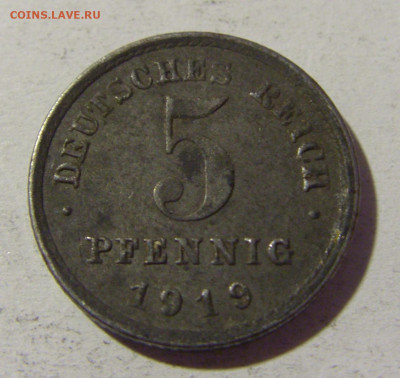 COINS.LAVE.RU
· DEUTSCHES REICH ·
5
PFENNIG
1919